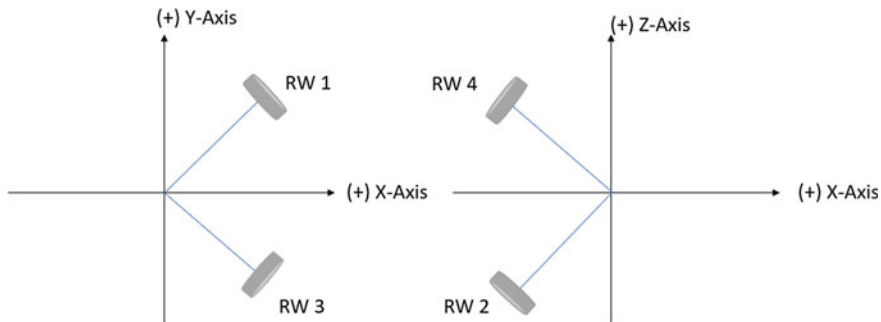 (+) Y-Axis
RW 1
(+) X-Axis
RW 3
(+) Z-Axis
RW 4
(+) X-Axis
RW 2